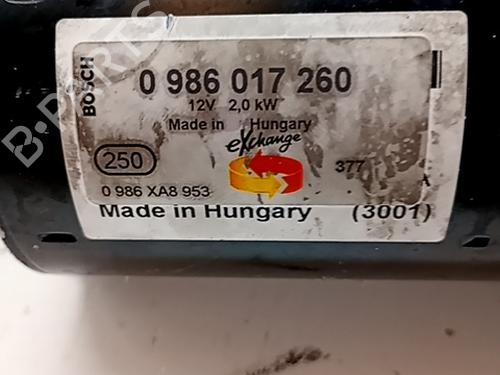 B-PARTS
BOSCH
0 986 017 260
12V 2,0 kW
Made in Hungary
eXchange
250
377
0 986 XA8 953
A
Made in Hungary (3001)